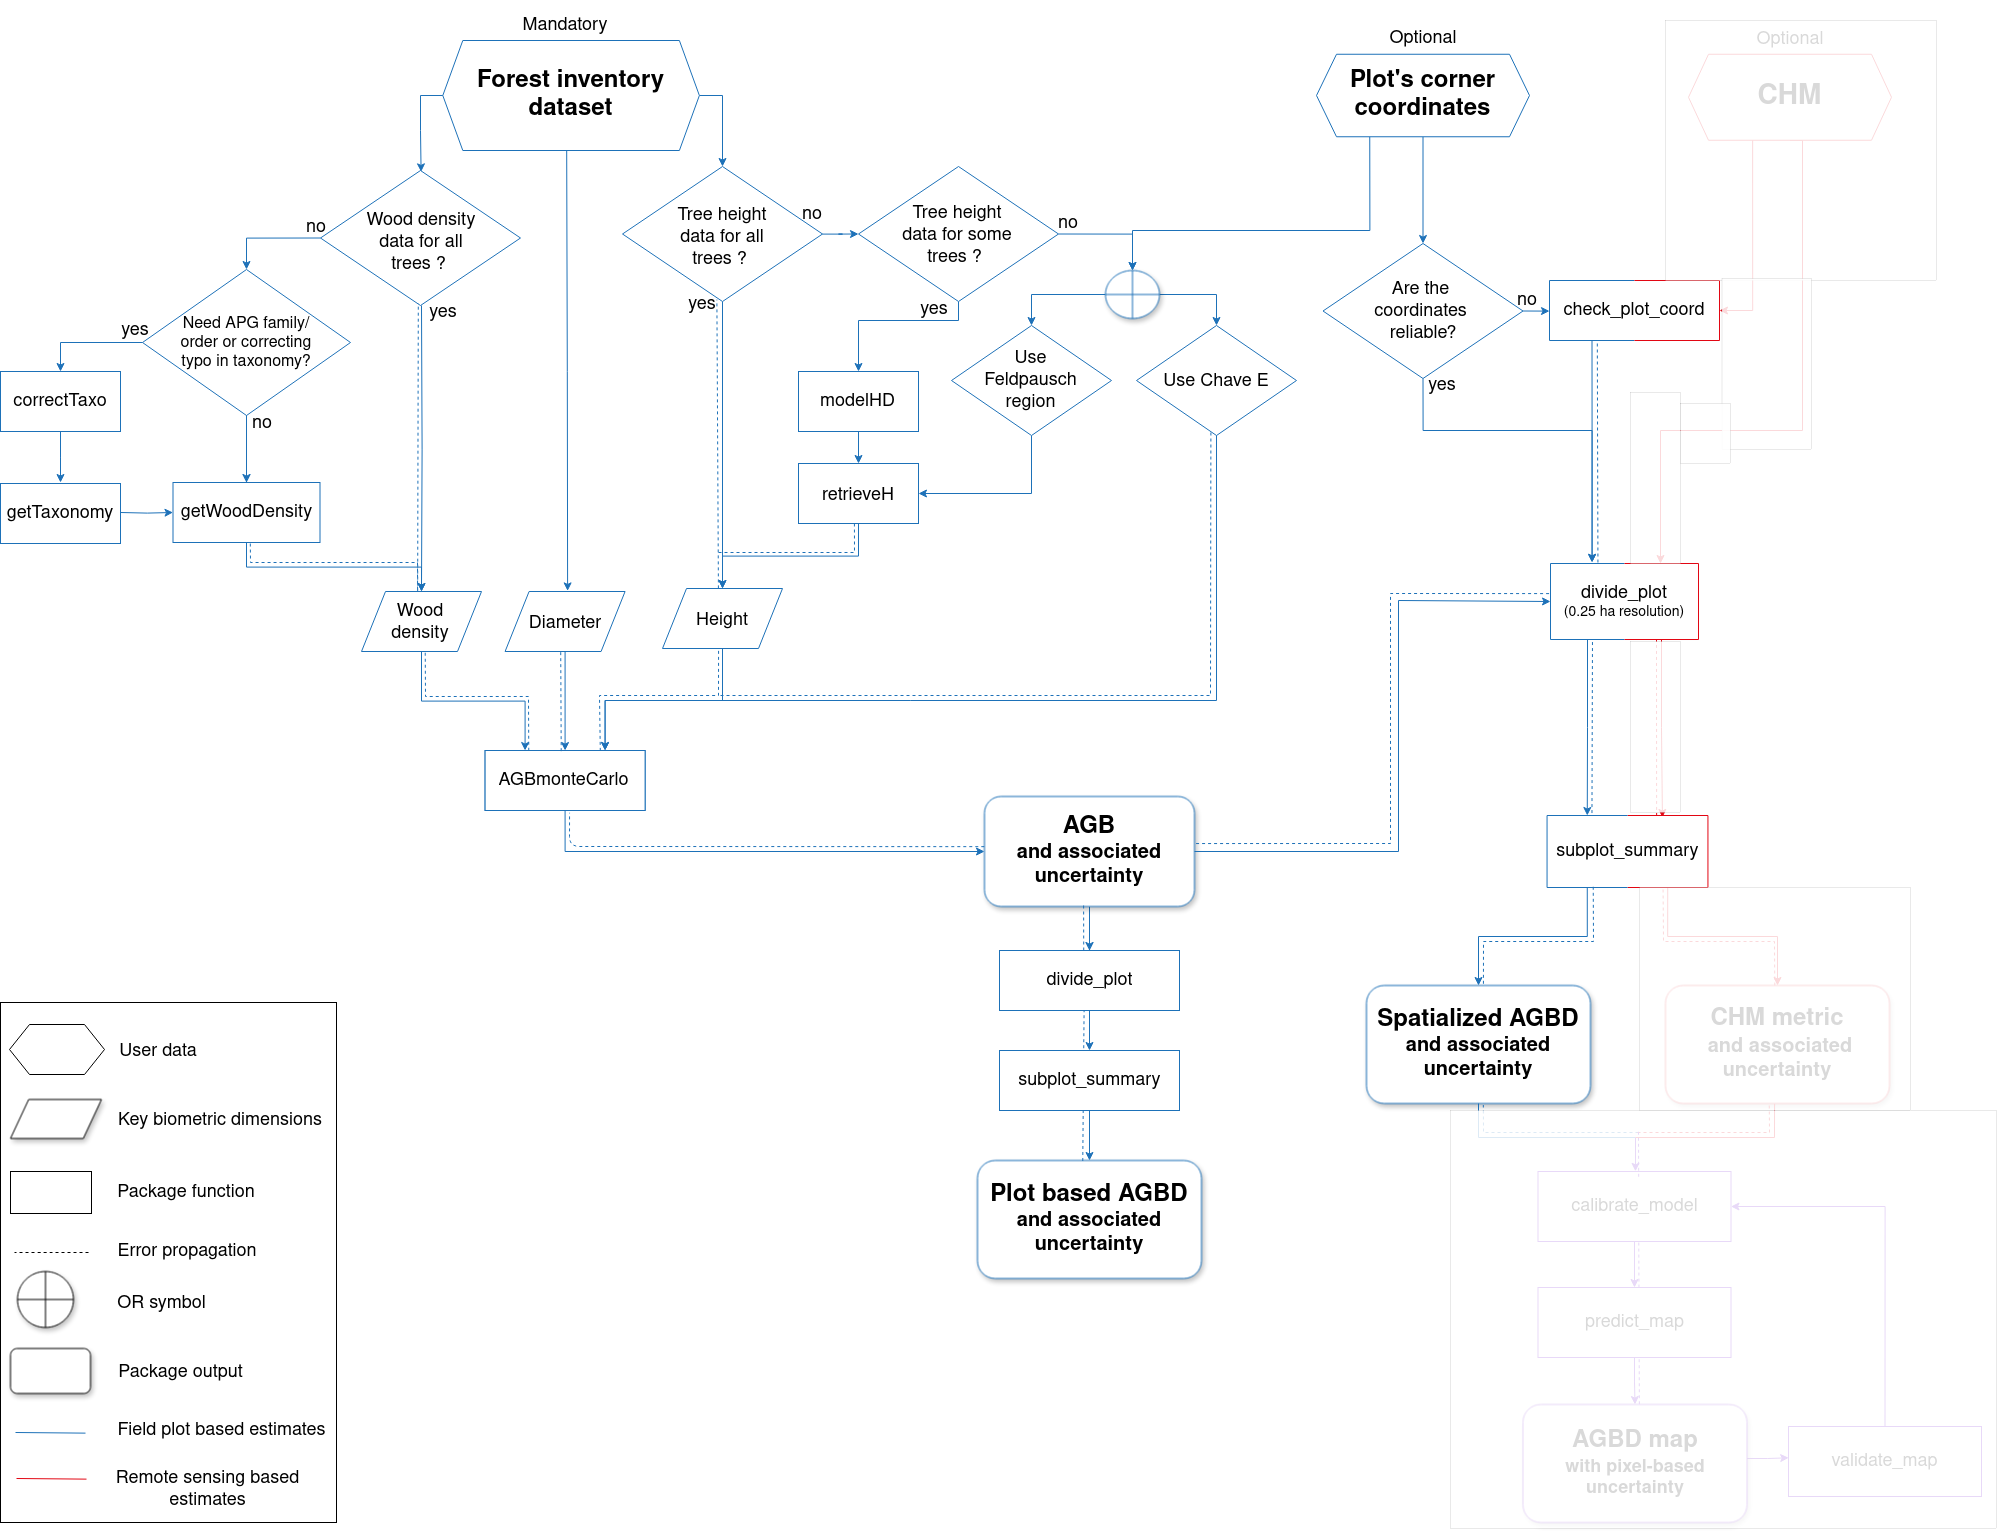 Mandatory
Forest inventory
dataset
Optional
Plot's corner
coordinates
Optional
CHM
Wood density
data for all
trees ?
no
yes
Tree height
data for all
trees ?
no
yes
Tree height
data for some
trees ?
no
yes
Need APG family/
order or correcting
typo in taxonomy?
yes
no
Are the
coordinates
reliable?
no
yes
check_plot_coord
Use
Feldpausch
region
Use Chave E
correctTaxo
modelHD
getTaxonomy
getWoodDensity
retrieveH
Wood
density
Diameter
Height
divide_plot
(0.25 ha resolution)
AGBmonteCarlo
AGB
and associated
uncertainty
subplot_summary
divide_plot
subplot_summary
Plot based AGBD
and associated
uncertainty
Spatialized AGBD
and associated
uncertainty
CHM metric
and associated
uncertainty
calibrate_model
predict_map
AGBD map
with pixel-based
uncertainty
validate_map
User data
Key biometric dimensions
Package function
Error propagation
OR symbol
Package output
Field plot based estimates
Remote sensing based
estimates